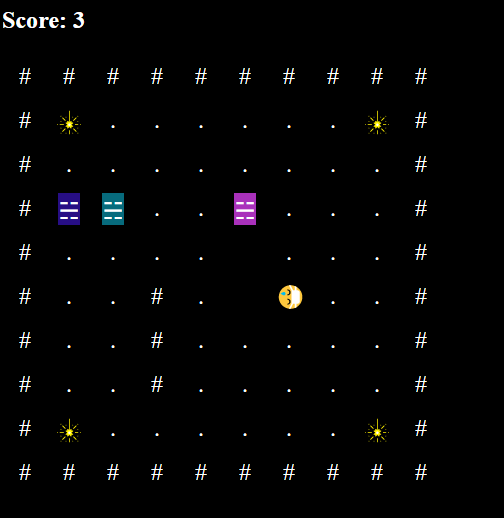 Score: 3
# # # # # # # # # #
# . . . . . . #
# . . . . . . . . #
# ☷ ☷ . . ☷ . . . #
# . . . . . . . #
# . . # . . . #
# . . # . . . . . #
# . . # . . . . . #
# . . . . . . #
# # # # # # # # # #